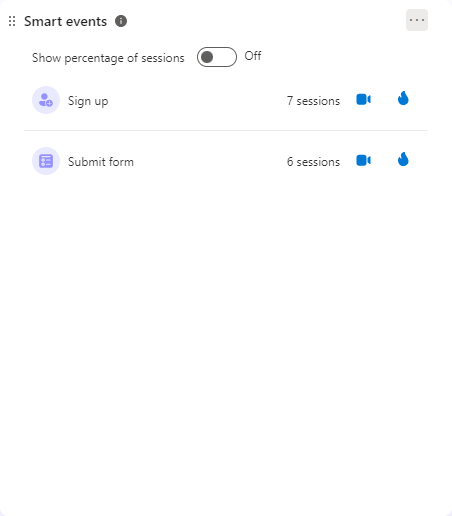 Smart events
Show percentage of sessions Off
Sign up 7 sessions
Submit form 6 sessions